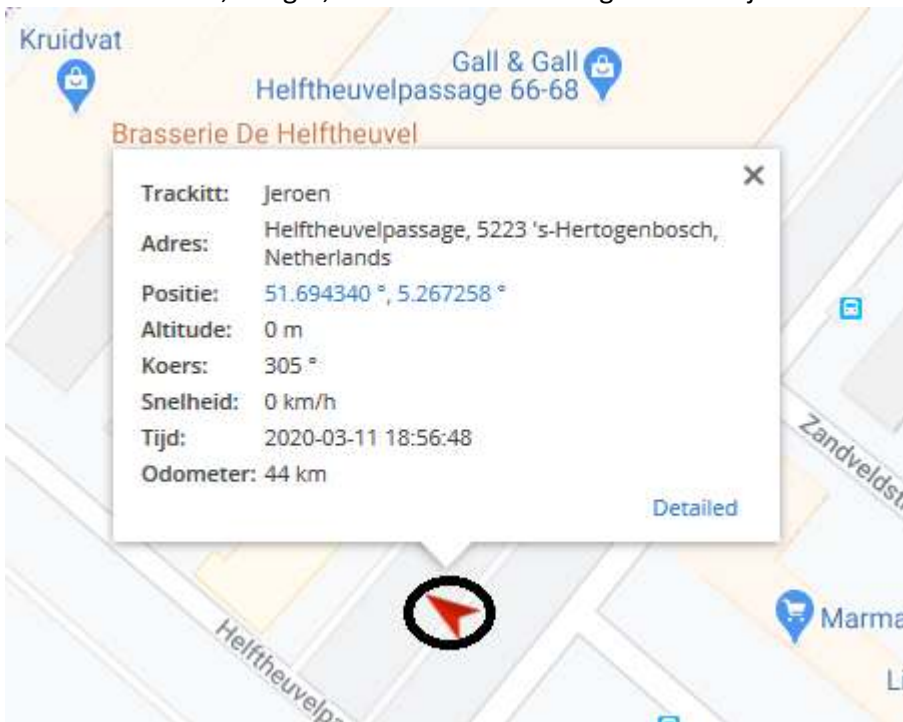 Kruidvat
Gall & Gall
Helftheuvelpassage 66-68
Brasserie De Helftheuvel
Trackitt: Jeroen
Adres: Helftheuvelpassage, 5223 's-Hertogenbosch,
Netherlands
Positie: 51.694340 °, 5.267258 °
Altitude: 0 m
Koers: 305 °
Snelheid: 0 km/h
Tijd: 2020-03-11 18:56:48
Odometer: 44 km
Detailed
Zandveldst
Marma
Helftheuvelpa
Li